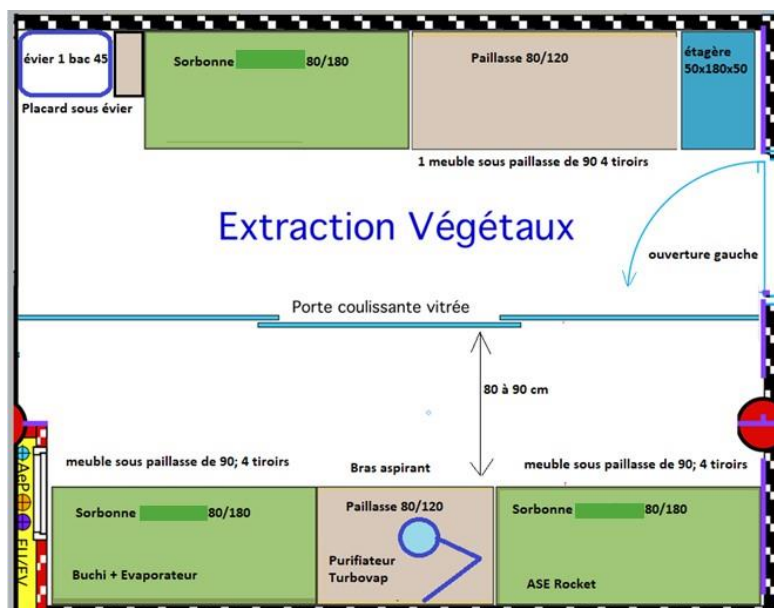 évier 1 bac 45
Sorbonne 80/180
Paillasse 80/120
étagère
50x180x50
Placard sous évier
1 meuble sous paillasse de 90 4 tiroirs
Extraction Végétaux
ouverture gauche
Porte coulissante vitrée
80 à 90 cm
meuble sous paillasse de 90; 4 tiroirs
Bras aspirant
meuble sous paillasse de 90; 4 tiroirs
AeP
EU/EV
Sorbonne 80/180
Paillasse 80/120
Sorbonne 80/180
Buchi + Evaporateur
Purifiateur
Turbovap
ASE Rocket